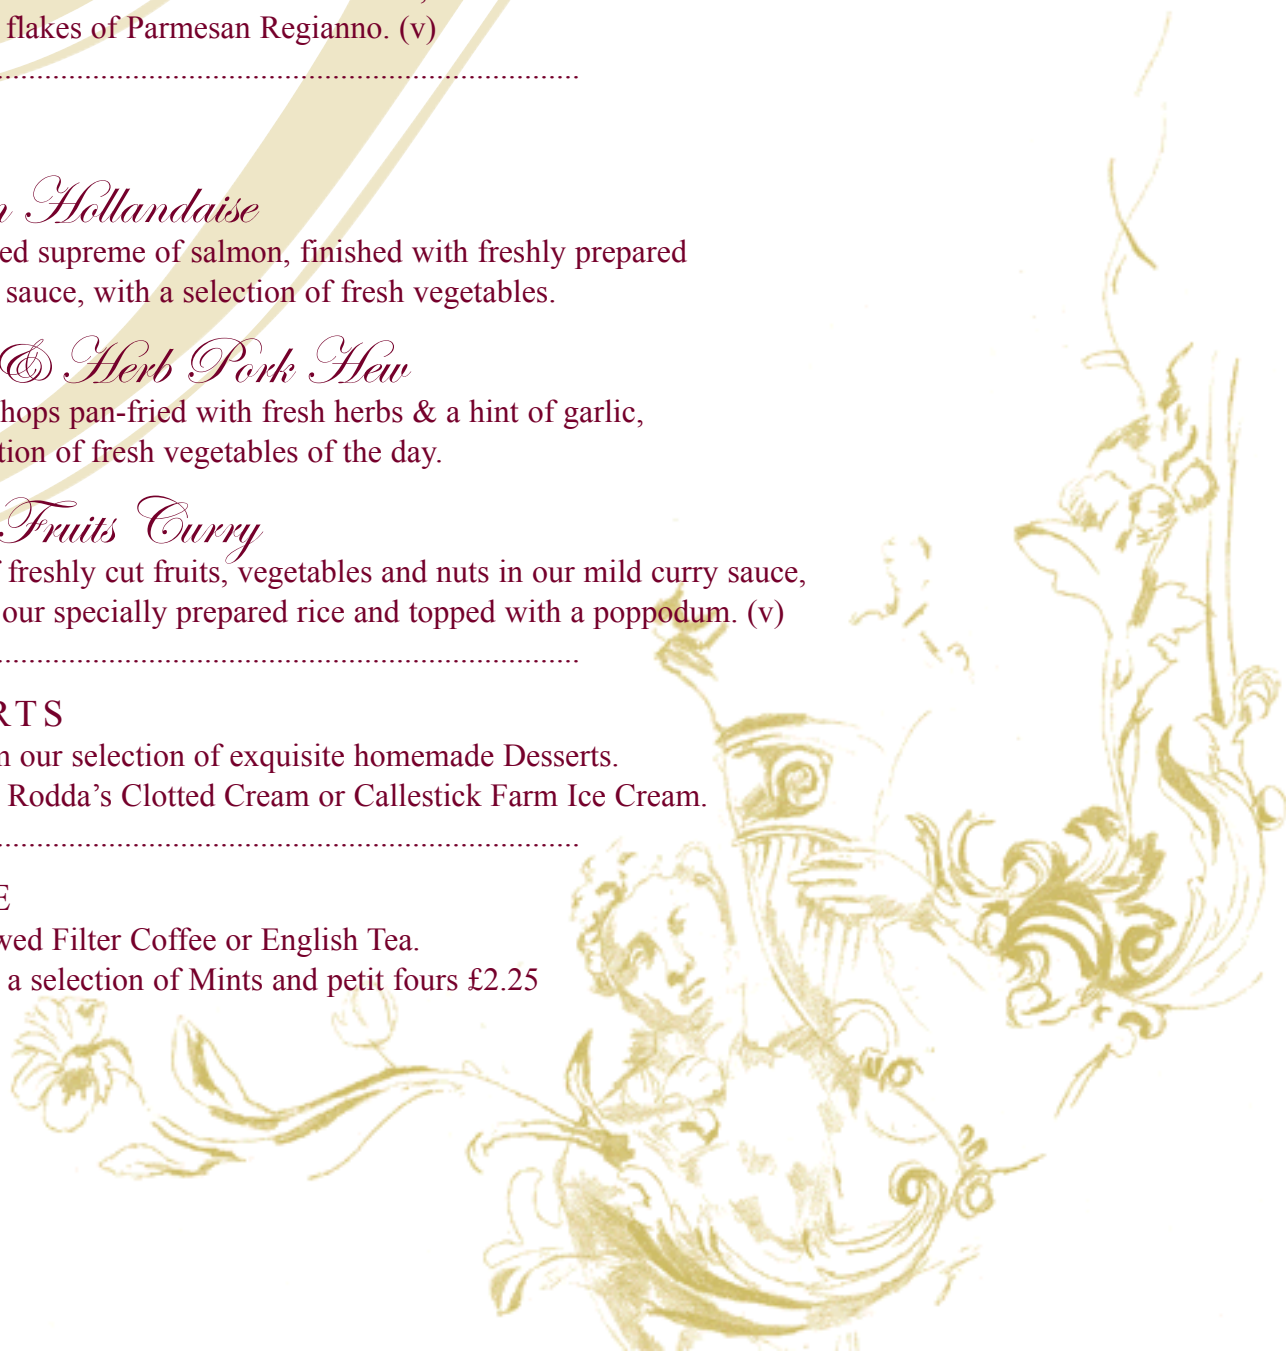 flakes of Parmesan Regianno. (v)
Hollandaise
ed supreme of salmon, finished with freshly prepared
sauce, with a selection of fresh vegetables.
& Herb Pork Hew
hops pan-fried with fresh herbs & a hint of garlic,
tion of fresh vegetables of the day.
Fruits Curry
freshly cut fruits, vegetables and nuts in our mild curry sauce,
our specially prepared rice and topped with a poppodum. (v)
RTS
n our selection of exquisite homemade Desserts.
Rodda's Clotted Cream or Callestick Farm Ice Cream.
E
wed Filter Coffee or English Tea.
a selection of Mints and petit fours £2.25